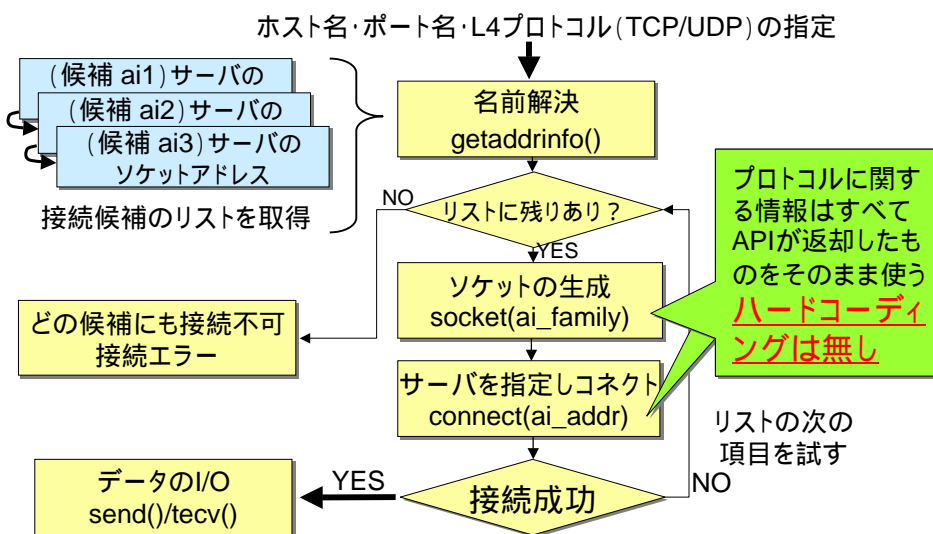 ホスト名・ポート名・L4プロトコル(TCP/UDP)の指定
(候補 ai1)サーバの
(候補 ai2)サーバの
(候補 ai3)サーバの
ソケットアドレス
接続候補のリストを取得
名前解決
getaddrinfo()
リストに残りあり？
NO
YES
ソケットの生成
socket(ai_family)
プロトコルに関す
る情報はすべて
APIが返却したも
のをそのまま使う
ハードコーディ
ングは無し
どの候補にも接続不可
接続エラー
サーバを指定しコネクト
connect(ai_addr)
リストの次の
項目を試す
接続成功
YES
NO
データのI/O
send()/tecv()